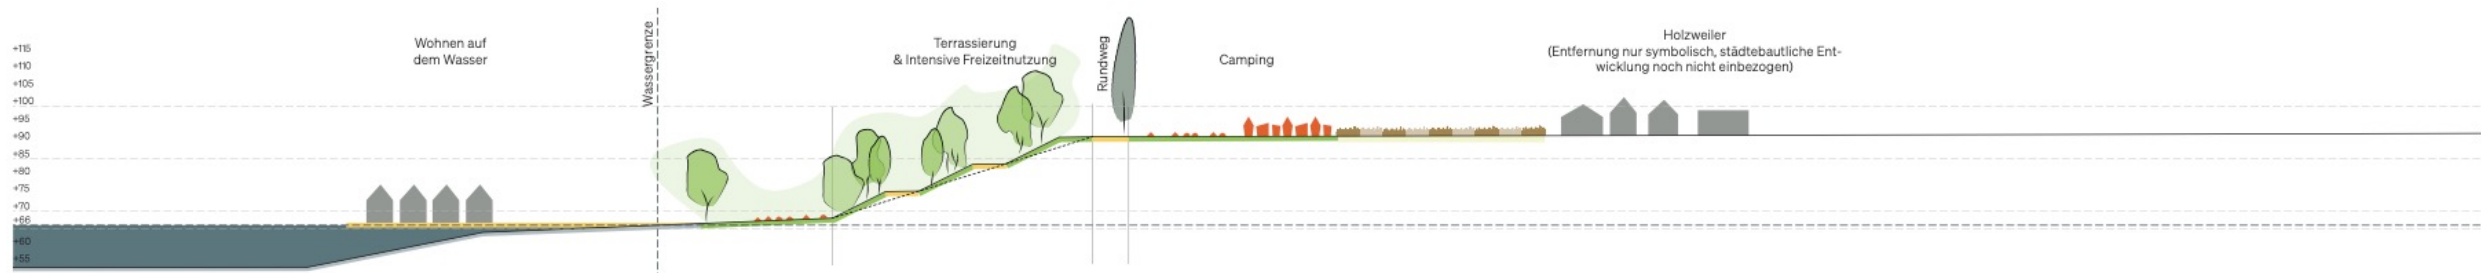 +115
+110
+105
+100
+95
+90
+85
+80
+75
+70
+66
+60
+55
Wohnen auf
dem Wasser
Wassergrenze
Terrassierung
& Intensive Freizeitnutzung
Rundweg
Camping
Holzweiler
(Entfernung nur symbolisch, städtebautliche Ent-
wicklung noch nicht einbezogen)